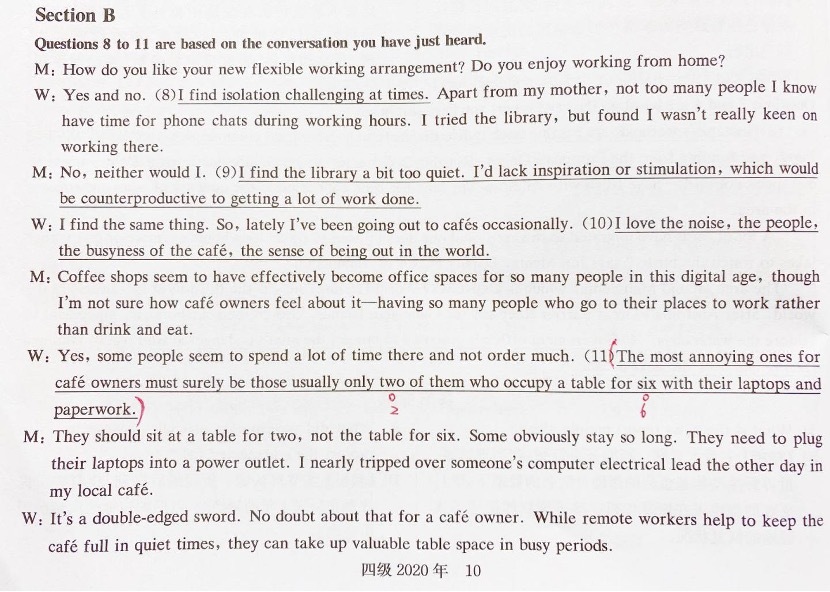 Section B
Questions 8 to 11 are based on the conversation you have just heard.
M: How do you like your new flexible working arrangement? Do you enjoy working from home?
W: Yes and no. (8)I find isolation challenging at times. Apart from my mother, not too many people I know
have time for phone chats during working hours. I tried the library, but found I wasn't really keen on
working there.
M: No, neither would I. (9)I find the library a bit too quiet. I'd lack inspiration or stimulation, which would
be counterproductive to getting a lot of work done.
W: I find the same thing. So, lately I've been going out to cafés occasionally. (10)I love the noise, the people,
the busyness of the café, the sense of being out in the world.
M: Coffee shops seem to have effectively become office spaces for so many people in this digital age, though
I'm not sure how café owners feel about it—having so many people who go to their places to work rather
than drink and eat.
W: Yes, some people seem to spend a lot of time there and not order much. (11)(The most annoying ones for
café owners must surely be those usually only two of them who occupy a table for six with their laptops and
paperwork.)
2 6
M: They should sit at a table for two, not the table for six. Some obviously stay so long. They need to plug
their laptops into a power outlet. I nearly tripped over someone's computer electrical lead the other day in
my local café.
W: It's a double-edged sword. No doubt about that for a café owner. While remote workers help to keep the
café full in quiet times, they can take up valuable table space in busy periods.
四级 2020 年 10